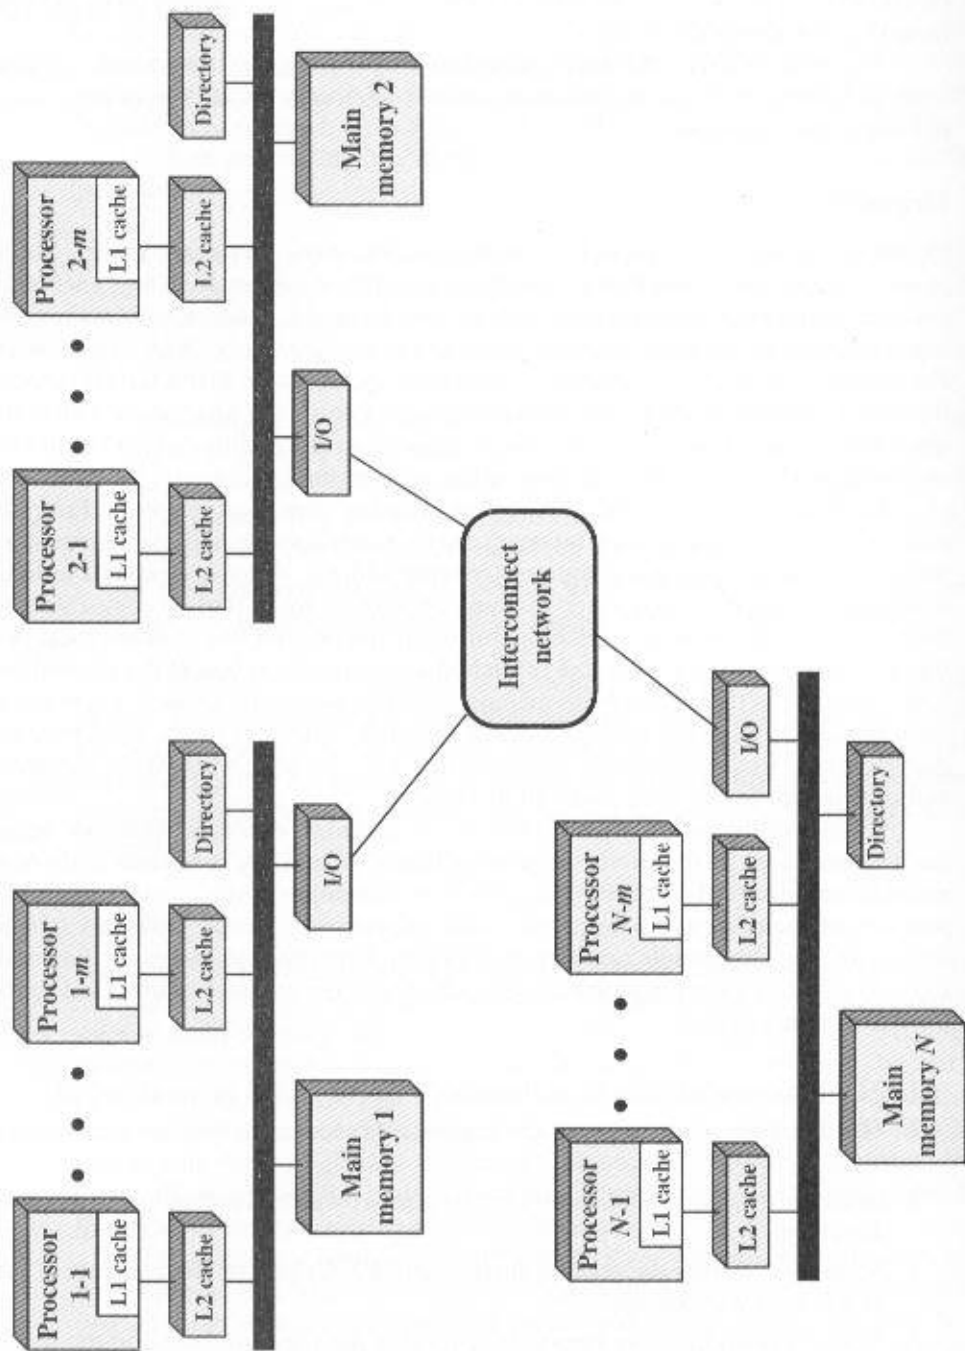 Processor
1-1
L1 cache
L2 cache
Processor
1-m
L1 cache
L2 cache
Directory
Main
memory 1
I/O
Processor
2-1
L1 cache
L2 cache
Processor
2-m
L1 cache
L2 cache
Directory
I/O
Main
memory 2
Interconnect
network
Processor
N-1
L1 cache
L2 cache
Processor
N-m
L1 cache
L2 cache
I/O
Main
memory N
Directory